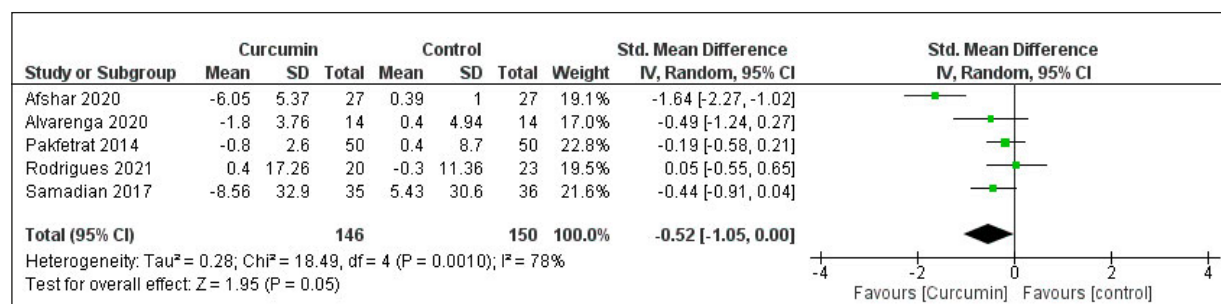 Curcumin Control Std. Mean Difference Std. Mean Difference
Study or Subgroup Mean SD Total Mean SD Total Weight IV, Random, 95% CI IV, Random, 95% CI
Afshar 2020 -6.05 5.37 27 0.39 1 27 19.1% -1.64 [-2.27, -1.02]
Alvarenga 2020 -1.8 3.76 14 0.4 4.94 14 17.0% -0.49 [-1.24, 0.27]
Pakfetrat 2014 -0.8 2.6 50 0.4 8.7 50 22.8% -0.19 [-0.58, 0.21]
Rodrigues 2021 0.4 17.26 20 -0.3 11.36 23 19.5% 0.05 [-0.55, 0.65]
Samadian 2017 -8.56 32.9 35 5.43 30.6 36 21.6% -0.44 [-0.91, 0.04]
Total (95% CI) 146 150 100.0% -0.52 [-1.05, 0.00]
Heterogeneity: Tau² = 0.28; Chi² = 18.49, df = 4 (P = 0.0010); I² = 78%
Test for overall effect: Z = 1.95 (P = 0.05)
-4 -2 0 2 4
Favours [Curcumin] Favours [control]